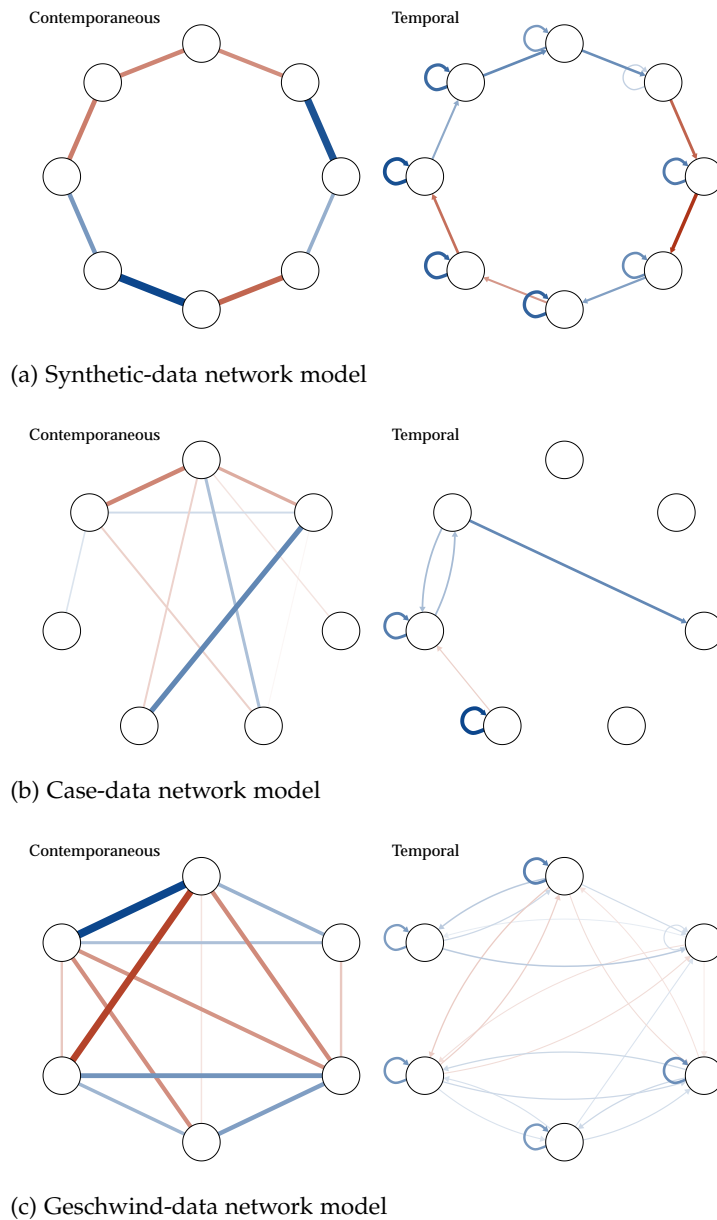 Contemporaneous
Temporal
(a) Synthetic-data network model
Contemporaneous
Temporal
(b) Case-data network model
Contemporaneous
Temporal
(c) Geschwind-data network model